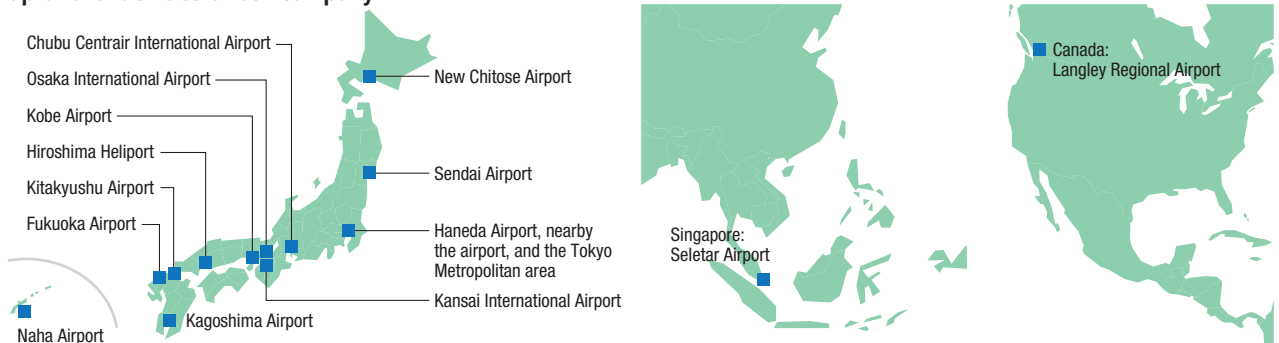 Chubu Centrair International Airport
Osaka International Airport
Kobe Airport
Hiroshima Heliport
Kitakyushu Airport
Fukuoka Airport
Naha Airport
Kagoshima Airport
New Chitose Airport
Sendai Airport
Haneda Airport, nearby
the airport, and the Tokyo
Metropolitan area
Kansai International Airport
Singapore:
Seletar Airport
Canada:
Langley Regional Airport